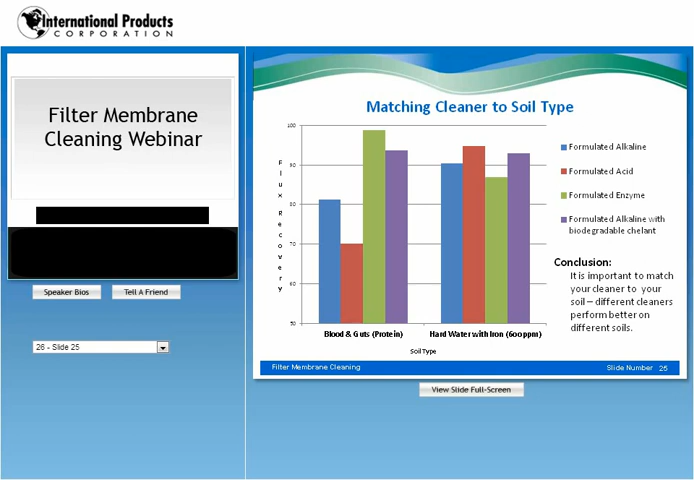 International Products
CORPORATION
Filter Membrane
Cleaning Webinar
Speaker Bios
Tell A Friend
26 - Slide 25
Matching Cleaner to Soil Type
Flux Recovery
100
90
80
70
60
50
Blood & Guts (Protein)
Hard Water with Iron (600ppm)
Soil Type
Formulated Alkaline
Formulated Acid
Formulated Enzyme
Formulated Alkaline with
biodegradable chelant
Conclusion:
It is important to match
your cleaner to your
soil – different cleaners
perform better on
different soils.
Filter Membrane Cleaning
Slide Number 25
View Slide Full-Screen